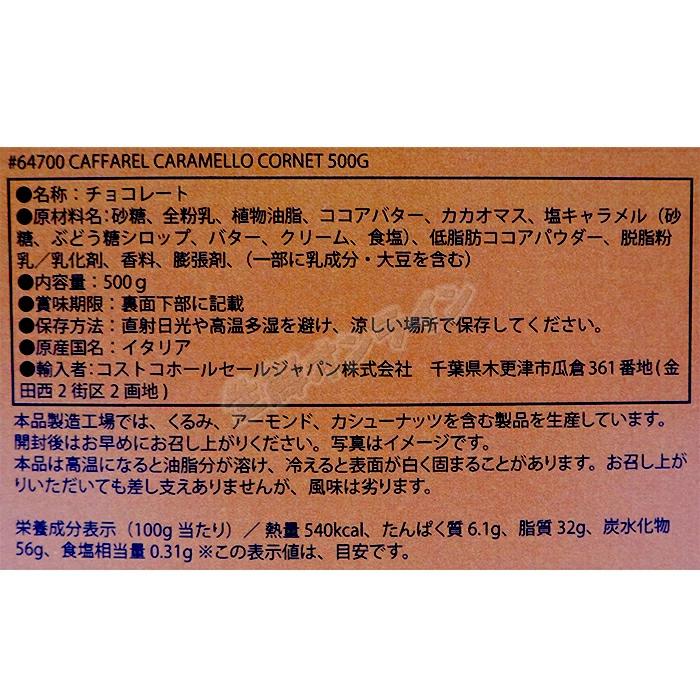 #64700 CAFFAREL CARAMELLO CORNET 500G
●名称：チョコレート
●原材料名：砂糖、全粉乳、植物油脂、ココアバター、カカオマス、塩キャラメル（砂
糖、ぶどう糖シロップ、バター、クリーム、食塩）、低脂肪ココアパウダー、脱脂粉
乳／乳化剤、香料、膨張剤、（一部に乳成分・大豆を含む）
●内容量：500ｇ
●賞味期限：裏面下部に記載
●保存方法：直射日光や高温多湿を避け、涼しい場所で保存してください。
●原産国名：イタリア
●輸入者：コストコホールセールジャパン株式会社　千葉県木更津市瓜倉 361 番地 ( 金
田西 2 街区 2 画地 )
本品製造工場では、くるみ、アーモンド、カシューナッツを含む製品を生産しています。
開封後はお早めにお召し上がりください。写真はイメージです。
本品は高温になると油脂分が溶け、冷えると表面が白く固まることがあります。お召し上が
りいただいても差し支えありませんが、風味は劣ります。
栄養成分表示（100g 当たり）／ 熱量 540kcal、たんぱく質 6.1g、脂質 32g、炭水化物
56g、食塩相当量 0.31g ※この表示値は、目安です。